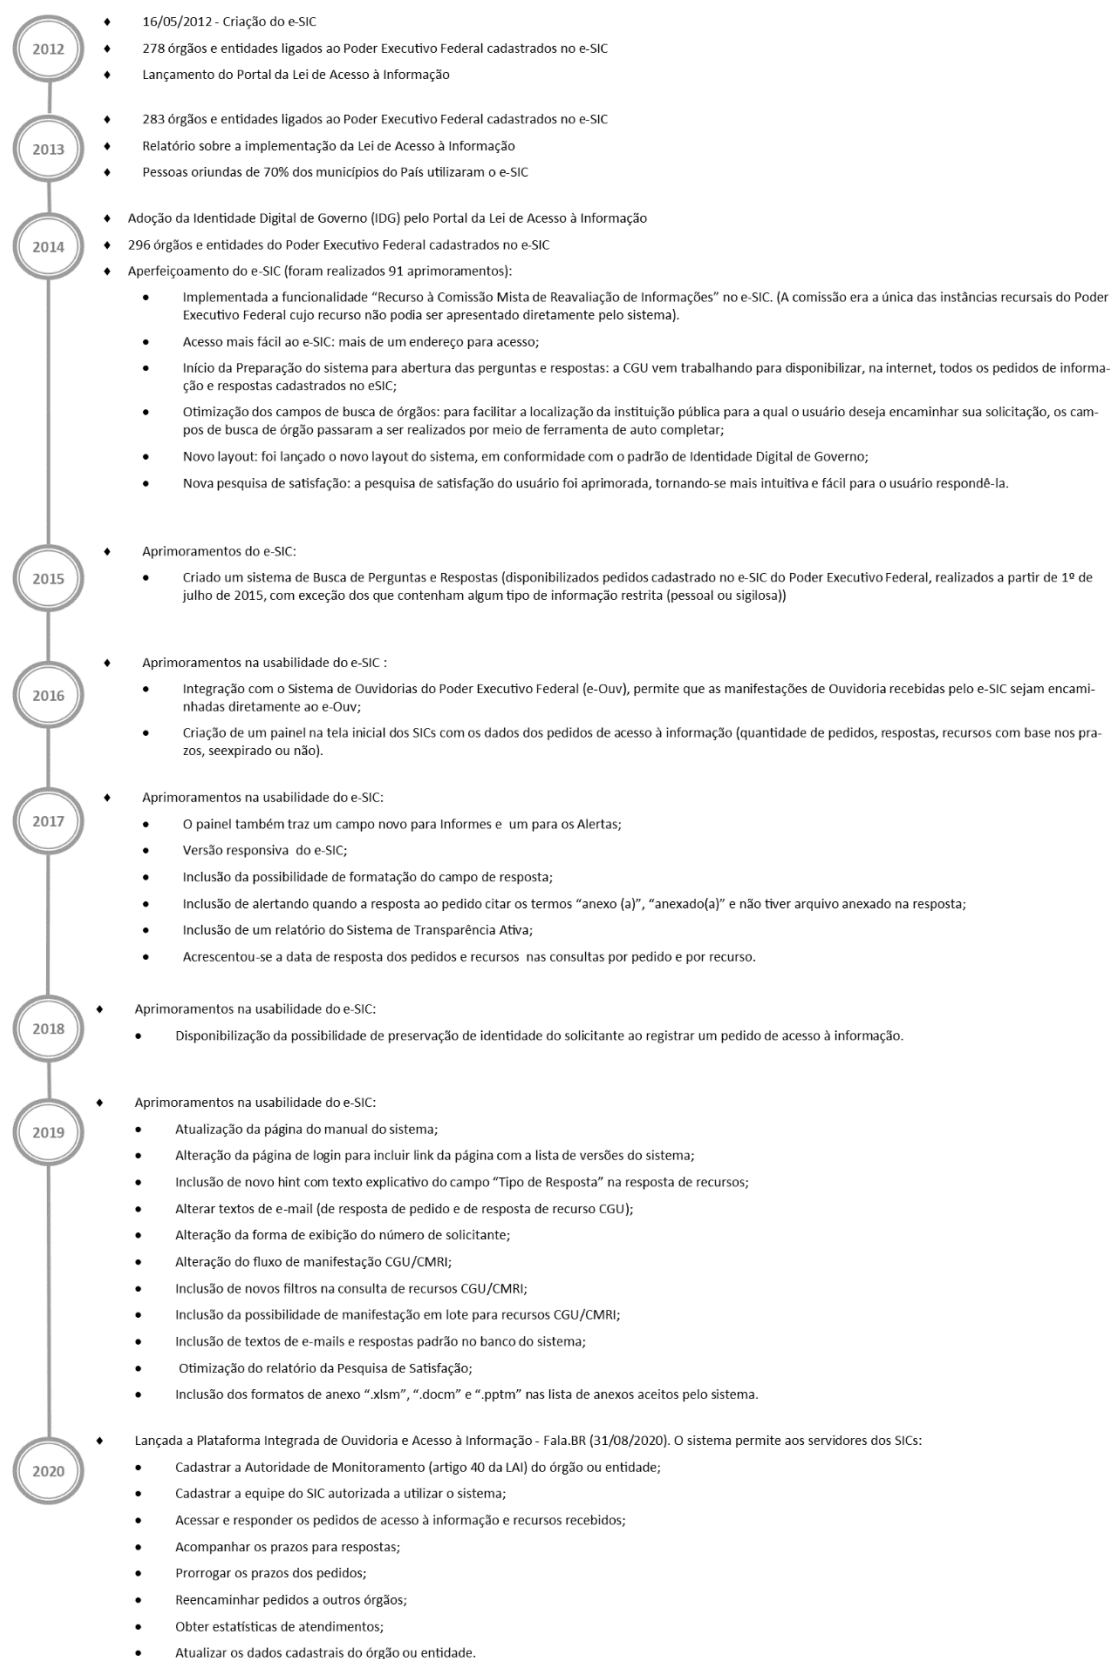 2012
♦ 16/05/2012 - Criação do e-SIC
♦ 278 órgãos e entidades ligados ao Poder Executivo Federal cadastrados no e-SIC
♦ Lançamento do Portal da Lei de Acesso à Informação
2013
♦ 283 órgãos e entidades ligados ao Poder Executivo Federal cadastrados no e-SIC
♦ Relatório sobre a implementação da Lei de Acesso à Informação
♦ Pessoas oriundas de 70% dos municípios do País utilizaram o e-SIC
2014
♦ Adoção da Identidade Digital de Governo (IDG) pelo Portal da Lei de Acesso à Informação
♦ 296 órgãos e entidades do Poder Executivo Federal cadastrados no e-SIC
♦ Aperfeiçoamento do e-SIC (foram realizados 91 aprimoramentos):
• Implementada a funcionalidade “Recurso à Comissão Mista de Reavaliação de Informações” no e-SIC. (A comissão era a única das instâncias recursais do Poder
Executivo Federal cujo recurso não podia ser apresentado diretamente pelo sistema).
• Acesso mais fácil ao e-SIC: mais de um endereço para acesso;
• Início da Preparação do sistema para abertura das perguntas e respostas: a CGU vem trabalhando para disponibilizar, na internet, todos os pedidos de informa-
ção e respostas cadastrados no eSIC;
• Otimização dos campos de busca de órgãos: para facilitar a localização da instituição pública para a qual o usuário deseja encaminhar sua solicitação, os cam-
pos de busca de órgão passaram a ser realizados por meio de ferramenta de auto completar;
• Novo layout: foi lançado o novo layout do sistema, em conformidade com o padrão de Identidade Digital de Governo;
• Nova pesquisa de satisfação: a pesquisa de satisfação do usuário foi aprimorada, tornando-se mais intuitiva e fácil para o usuário respondê-la.
2015
♦ Aprimoramentos do e-SIC:
• Criado um sistema de Busca de Perguntas e Respostas (disponibilizados pedidos cadastrado no e-SIC do Poder Executivo Federal, realizados a partir de 1º de
julho de 2015, com exceção dos que contenham algum tipo de informação restrita (pessoal ou sigilosa))
2016
♦ Aprimoramentos na usabilidade do e-SIC :
• Integração com o Sistema de Ouvidorias do Poder Executivo Federal (e-Ouv), permite que as manifestações de Ouvidoria recebidas pelo e-SIC sejam encami-
nhadas diretamente ao e-Ouv;
• Criação de um painel na tela inicial dos SICs com os dados dos pedidos de acesso à informação (quantidade de pedidos, respostas, recursos com base nos pra-
zos, seexpirado ou não).
2017
♦ Aprimoramentos na usabilidade do e-SIC:
• O painel também traz um campo novo para Informes e um para os Alertas;
• Versão responsiva do e-SIC;
• Inclusão da possibilidade de formatação do campo de resposta;
• Inclusão de alertando quando a resposta ao pedido citar os termos “anexo (a)”, “anexado(a)” e não tiver arquivo anexado na resposta;
• Inclusão de um relatório do Sistema de Transparência Ativa;
• Acrescentou-se a data de resposta dos pedidos e recursos nas consultas por pedido e por recurso.
2018
♦ Aprimoramentos na usabilidade do e-SIC:
• Disponibilização da possibilidade de preservação de identidade do solicitante ao registrar um pedido de acesso à informação.
2019
♦ Aprimoramentos na usabilidade do e-SIC:
• Atualização da página do manual do sistema;
• Alteração da página de login para incluir link da página com a lista de versões do sistema;
• Inclusão de novo hint com texto explicativo do campo “Tipo de Resposta” na resposta de recursos;
• Alterar textos de e-mail (de resposta de pedido e de resposta de recurso CGU);
• Alteração da forma de exibição do número de solicitante;
• Alteração do fluxo de manifestação CGU/CMRI;
• Inclusão de novos filtros na consulta de recursos CGU/CMRI;
• Inclusão da possibilidade de manifestação em lote para recursos CGU/CMRI;
• Inclusão de textos de e-mails e respostas padrão no banco do sistema;
• Otimização do relatório da Pesquisa de Satisfação;
• Inclusão dos formatos de anexo “.xlsm”, “.docm” e “.pptm” nas lista de anexos aceitos pelo sistema.
2020
♦ Lançada a Plataforma Integrada de Ouvidoria e Acesso à Informação - Fala.BR (31/08/2020). O sistema permite aos servidores dos SICs:
• Cadastrar a Autoridade de Monitoramento (artigo 40 da LAI) do órgão ou entidade;
• Cadastrar a equipe do SIC autorizada a utilizar o sistema;
• Acessar e responder os pedidos de acesso à informação e recursos recebidos;
• Acompanhar os prazos para respostas;
• Prorrogar os prazos dos pedidos;
• Reencaminhar pedidos a outros órgãos;
• Obter estatísticas de atendimentos;
• Atualizar os dados cadastrais do órgão ou entidade.